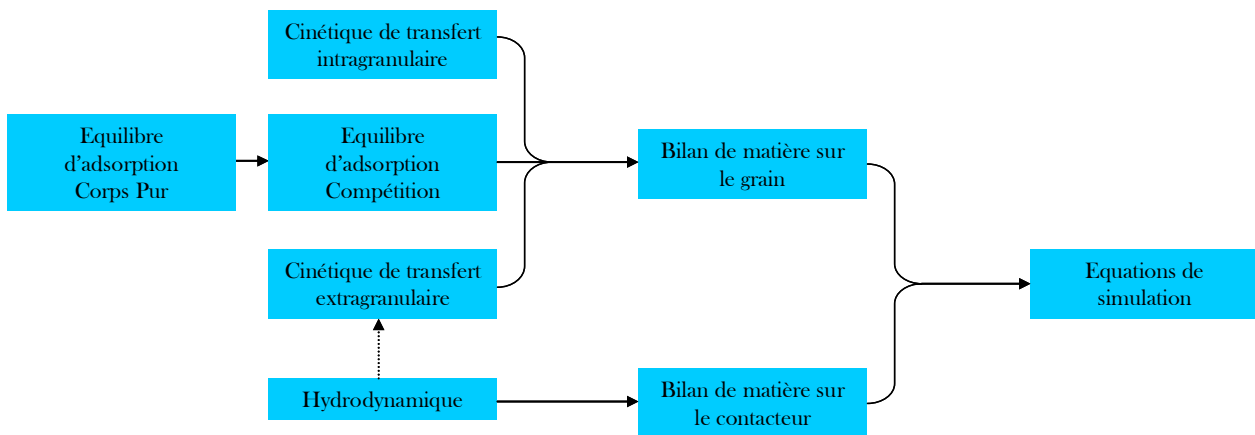 Cinétique de transfert
intragranulaire
Equilibre
d'adsorption
Corps Pur
Equilibre
d'adsorption
Compétition
Bilan de matière sur
le grain
Cinétique de transfert
extragranulaire
Equations de
simulation
Hydrodynamique
Bilan de matière sur
le contacteur